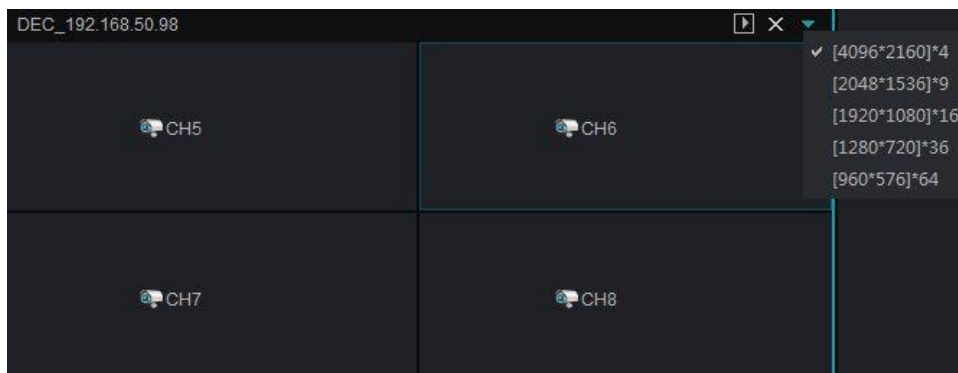 DEC_192.168.50.98
[4096*2160]*4
[2048*1536]*9
[1920*1080]*16
[1280*720]*36
[960*576]*64
CH5
CH6
CH7
CH8